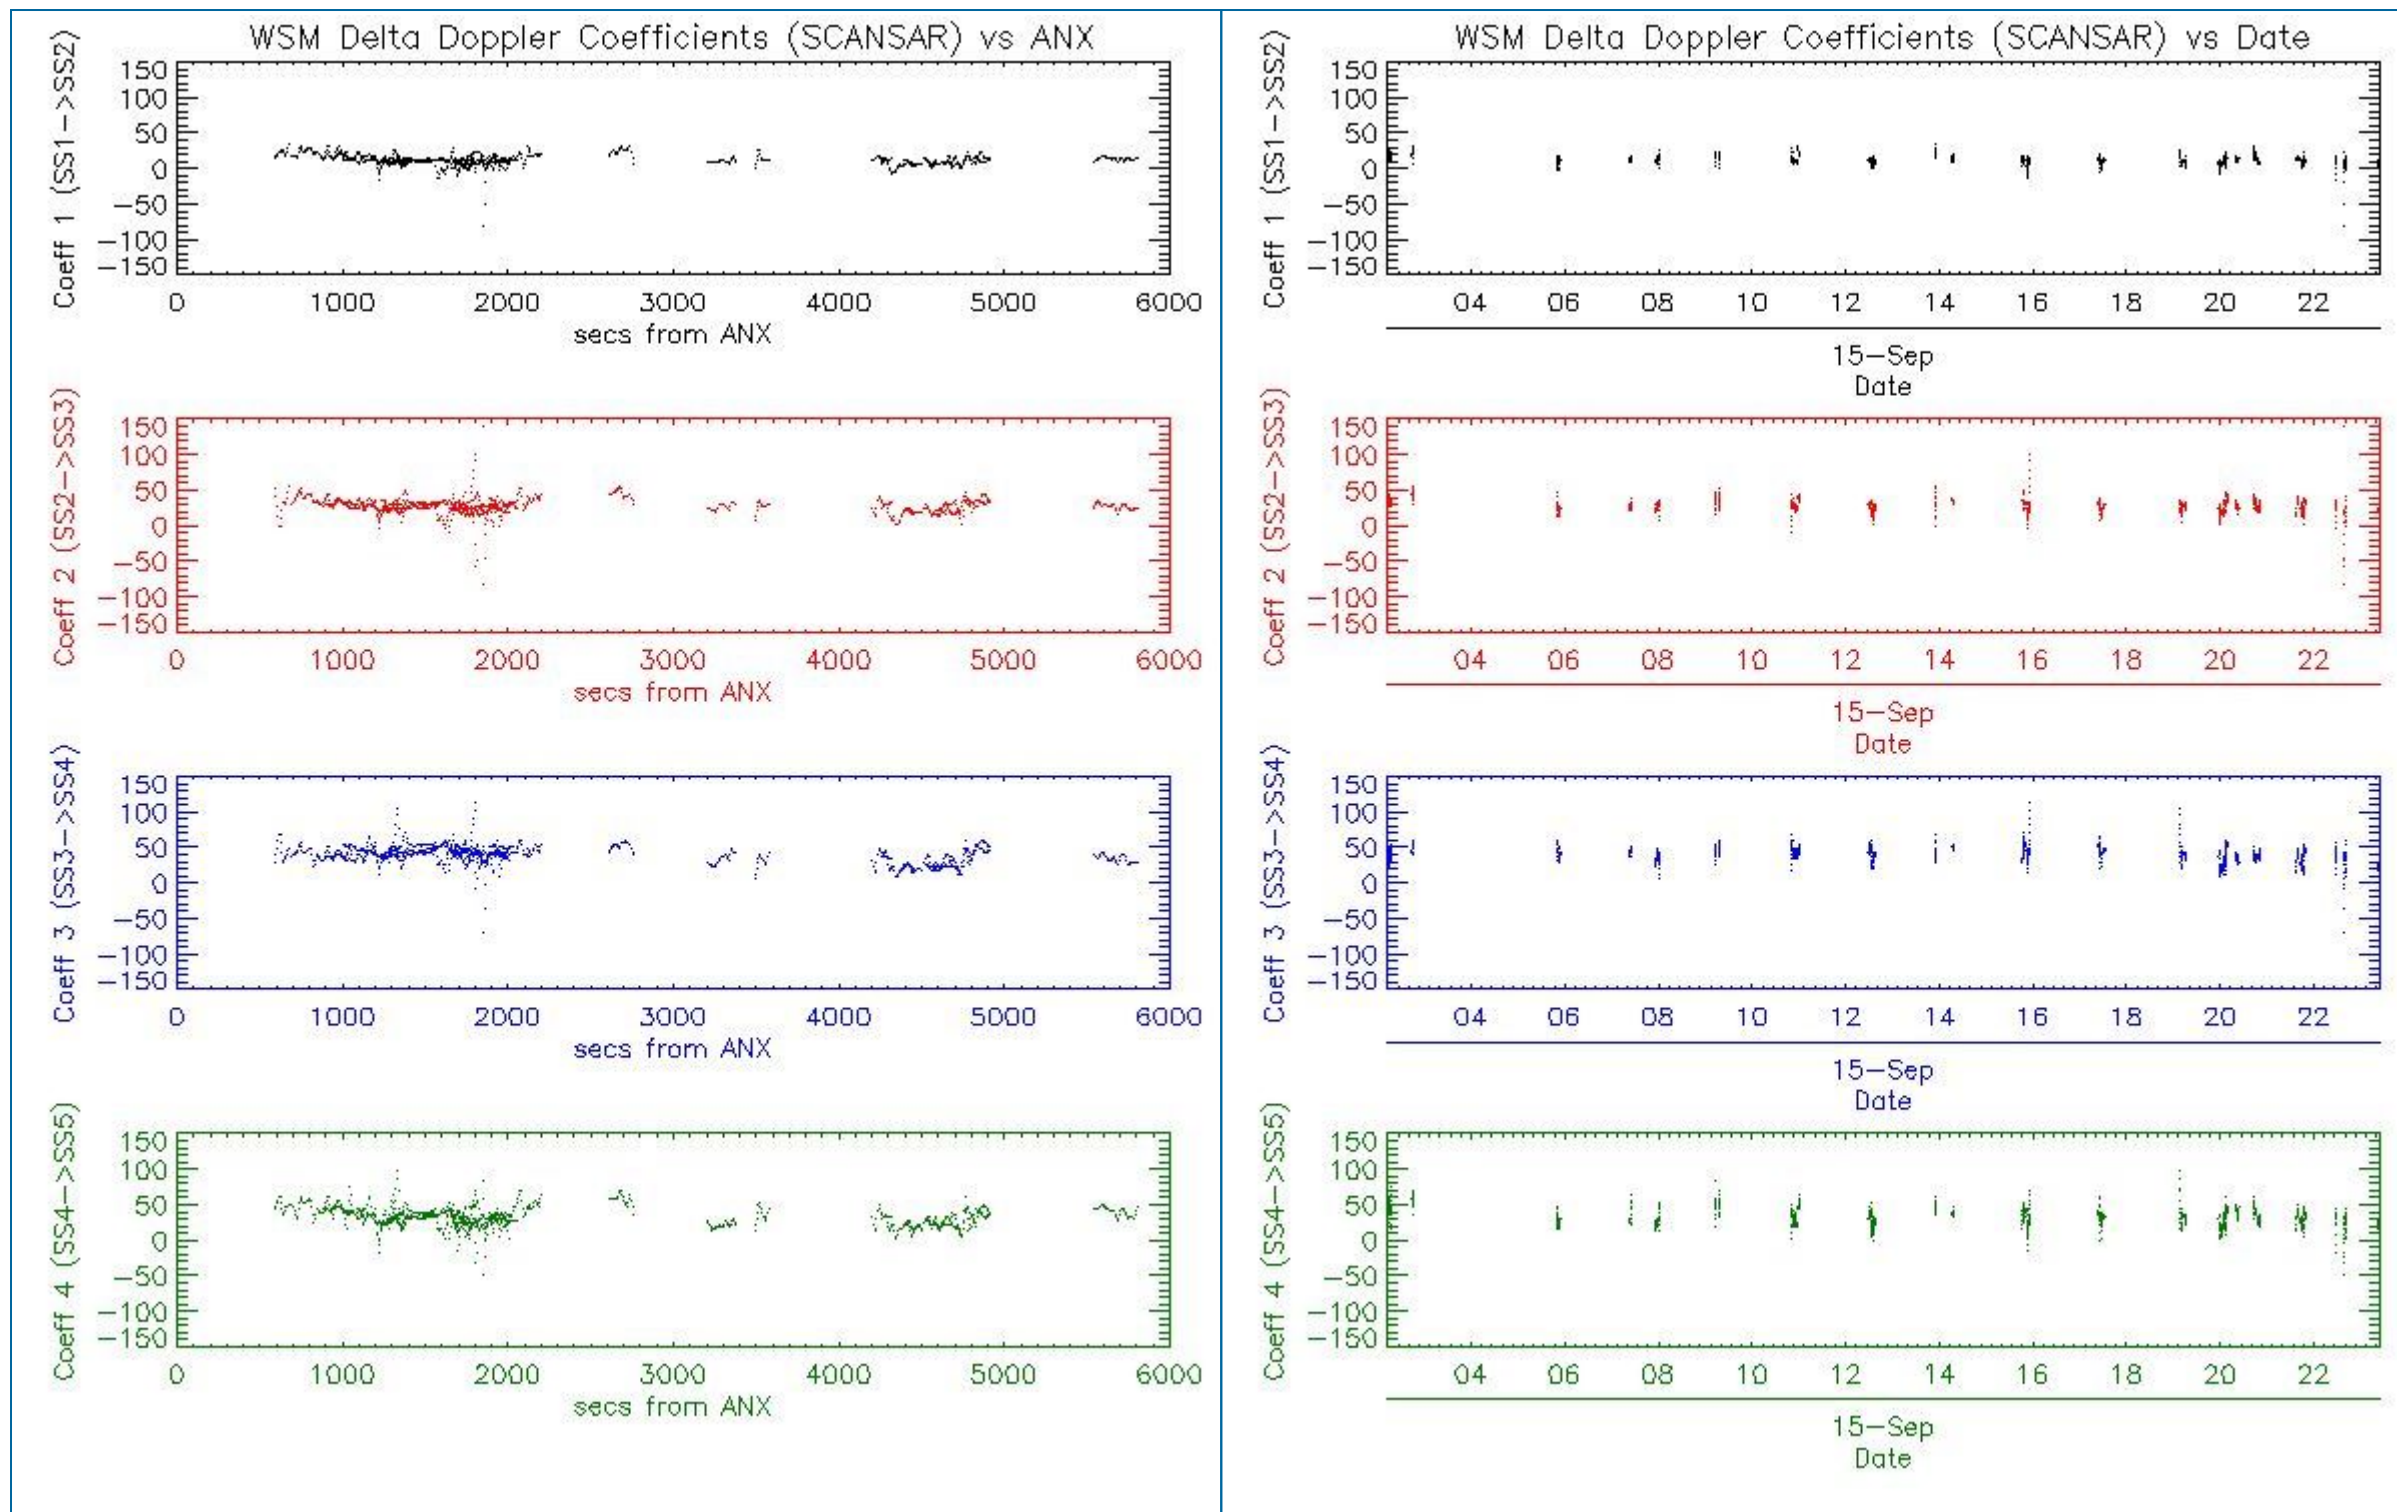 WSM Delta Doppler Coefficients (SCANSAR) vs ANX
Coeff 1 (SS1->SS2)
150
100
50
0
-50
-100
-150
0 1000 2000 3000 4000 5000 6000
secs from ANX
Coeff 2 (SS2->SS3)
150
100
50
0
-50
-100
-150
0 1000 2000 3000 4000 5000 6000
secs from ANX
Coeff 3 (SS3->SS4)
150
100
50
0
-50
-100
-150
0 1000 2000 3000 4000 5000 6000
secs from ANX
Coeff 4 (SS4->SS5)
150
100
50
0
-50
-100
-150
0 1000 2000 3000 4000 5000 6000
secs from ANX
WSM Delta Doppler Coefficients (SCANSAR) vs Date
Coeff 1 (SS1->SS2)
150
100
50
0
-50
-100
-150
04 06 08 10 12 14 16 18 20 22
15-Sep
Date
Coeff 2 (SS2->SS3)
150
100
50
0
-50
-100
-150
04 06 08 10 12 14 16 18 20 22
15-Sep
Date
Coeff 3 (SS3->SS4)
150
100
50
0
-50
-100
-150
04 06 08 10 12 14 16 18 20 22
15-Sep
Date
Coeff 4 (SS4->SS5)
150
100
50
0
-50
-100
-150
04 06 08 10 12 14 16 18 20 22
15-Sep
Date